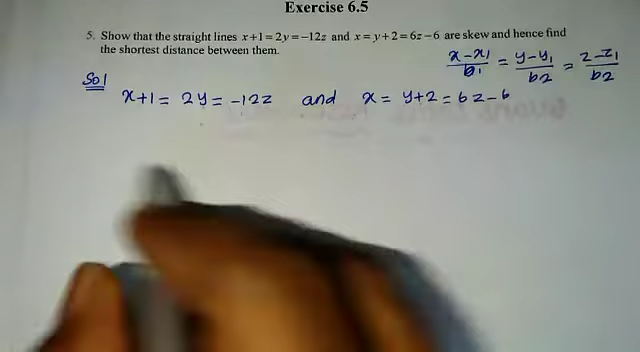 Exercise 6.5
5. Show that the straight lines x+1=2y=−12z and x=y+2=6z−6 are skew and hence find
the shortest distance between them.
x-x1/b1 = y-y1/b2 = z-z1/b2
Sol
x+1= 2y= -12z and x= y+2=6z-6